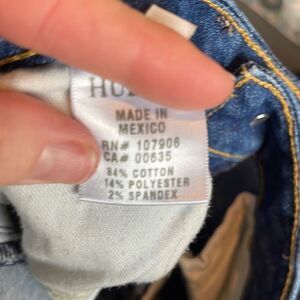 MADE IN
MEXICO
RN# 107906
CA# 00635
84% COTTON
14% POLYESTER
2% SPANDEX